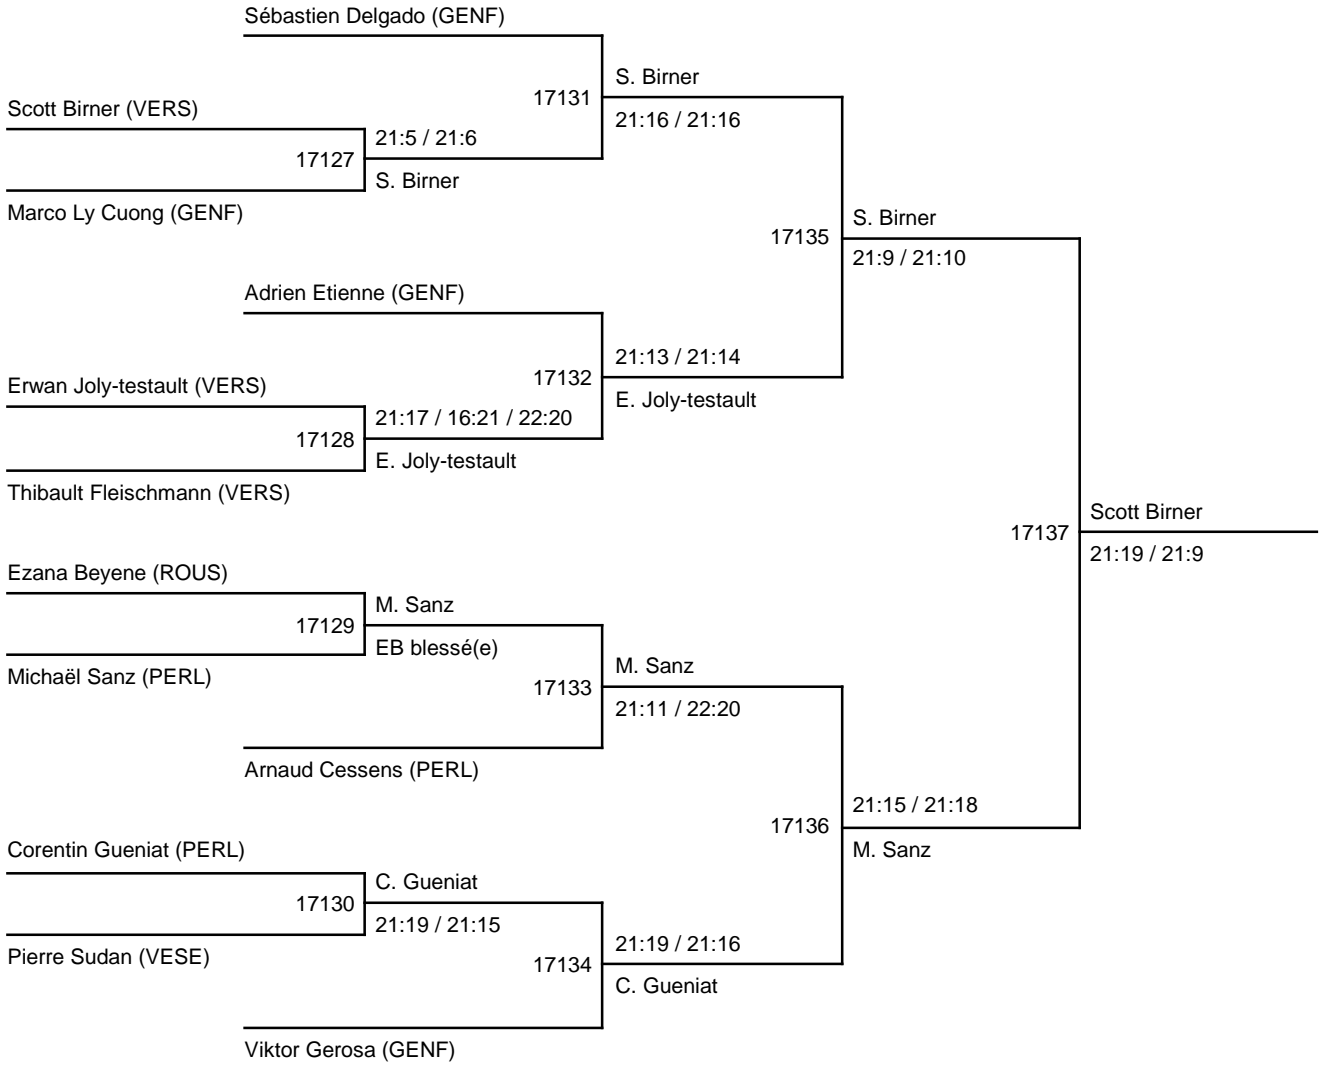 Sébastien Delgado (GENF)
S. Birner
17131
Scott Birner (VERS)
21:16 / 21:16
21:5 / 21:6
17127
S. Birner
Marco Ly Cuong (GENF)
S. Birner
17135
21:9 / 21:10
Adrien Etienne (GENF)
21:13 / 21:14
17132
Erwan Joly-testault (VERS)
E. Joly-testault
21:17 / 16:21 / 22:20
17128
E. Joly-testault
Thibault Fleischmann (VERS)
Scott Birner
17137
21:19 / 21:9
Ezana Beyene (ROUS)
M. Sanz
17129
EB blessé(e)
M. Sanz
Michaël Sanz (PERL)
17133
21:11 / 22:20
Arnaud Cessens (PERL)
21:15 / 21:18
17136
M. Sanz
Corentin Gueniat (PERL)
C. Gueniat
17130
21:19 / 21:15
21:19 / 21:16
Pierre Sudan (VESE)
17134
C. Gueniat
Viktor Gerosa (GENF)